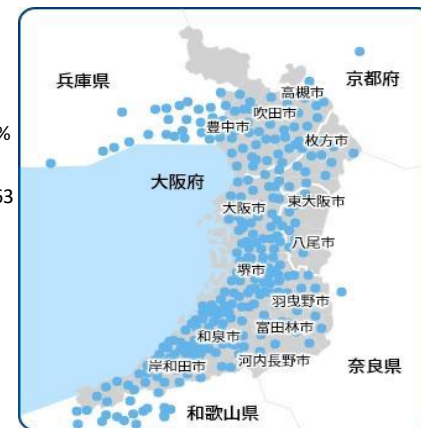 兵庫県
京都府
高槻市
吹田市
豊中市
枚方市
%
大阪府
63
大阪市
東大阪市
八尾市
堺市
羽曳野市
和泉市
富田林市
岸和田市
河内長野市
奈良県
和歌山県